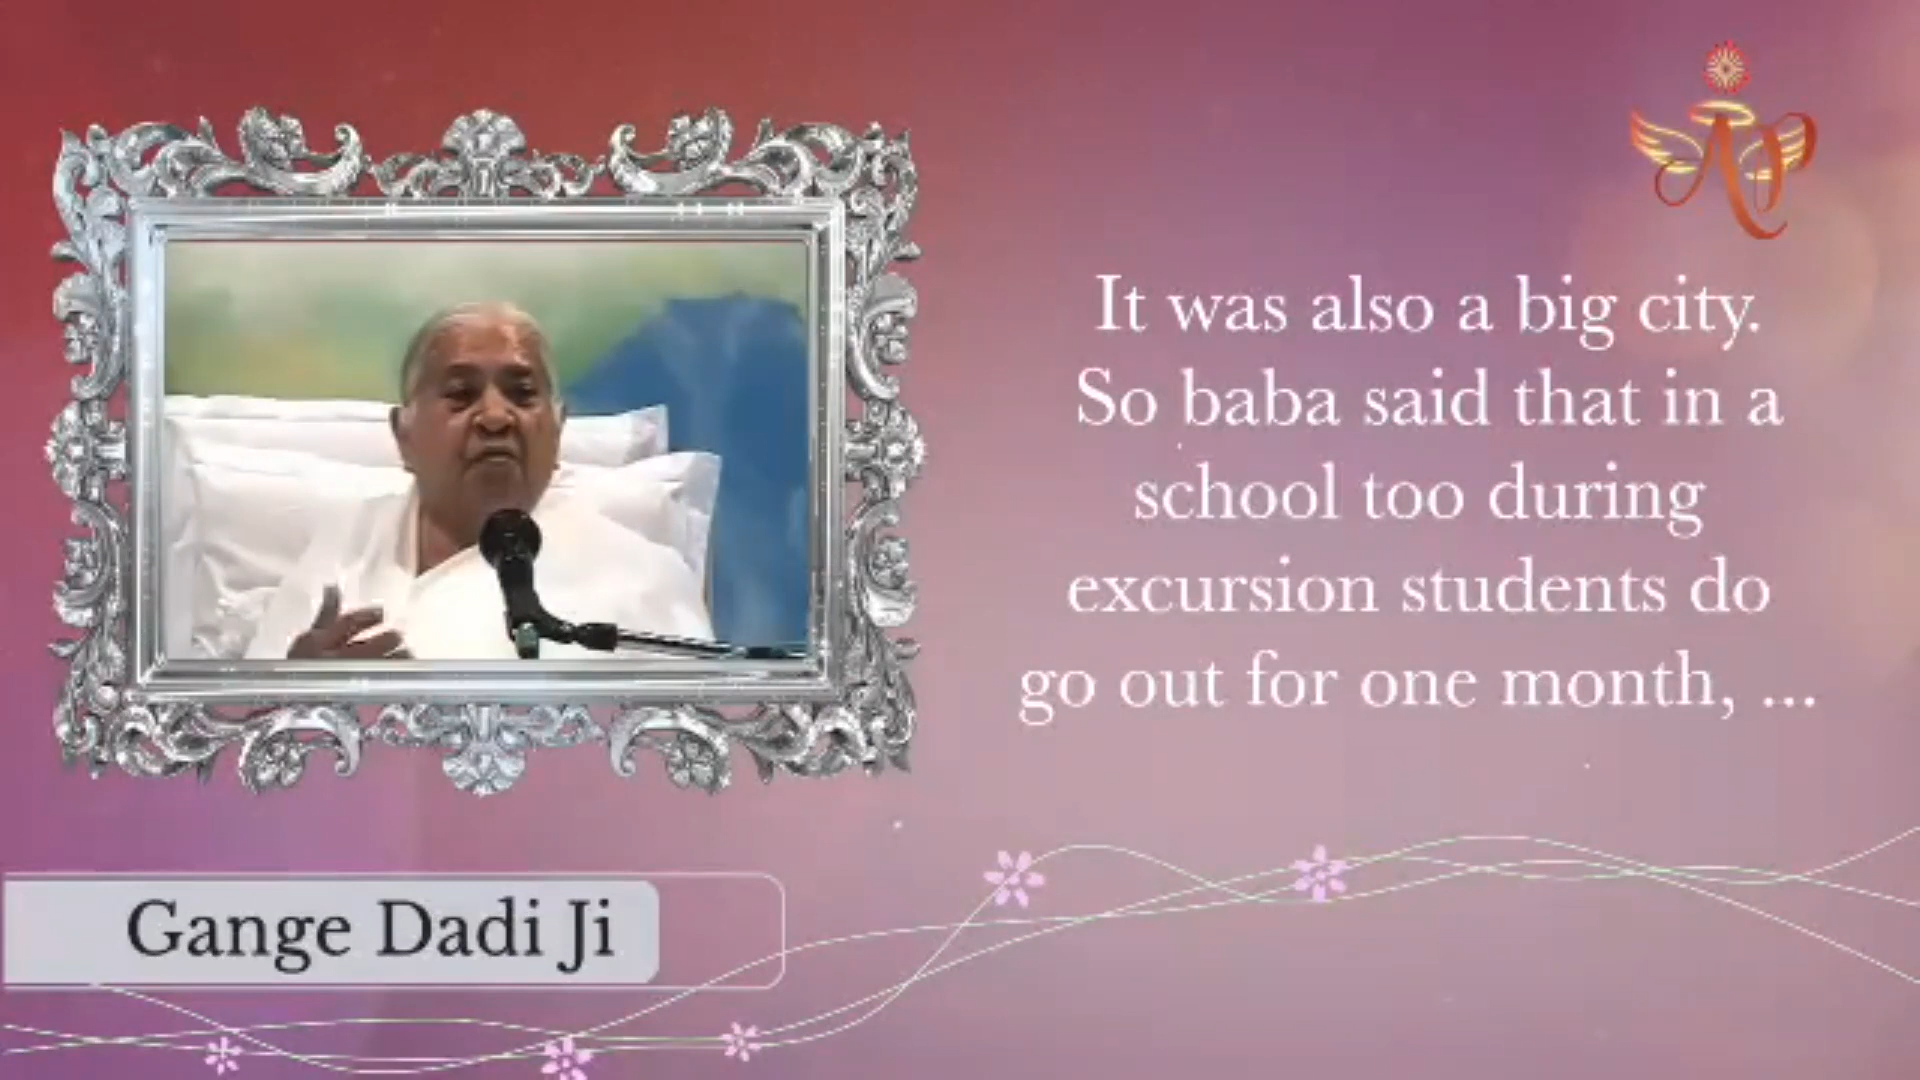 AP
It was also a big city.
So baba said that in a
school too during
excursion students do
go out for one month, ...
Gange Dadi Ji